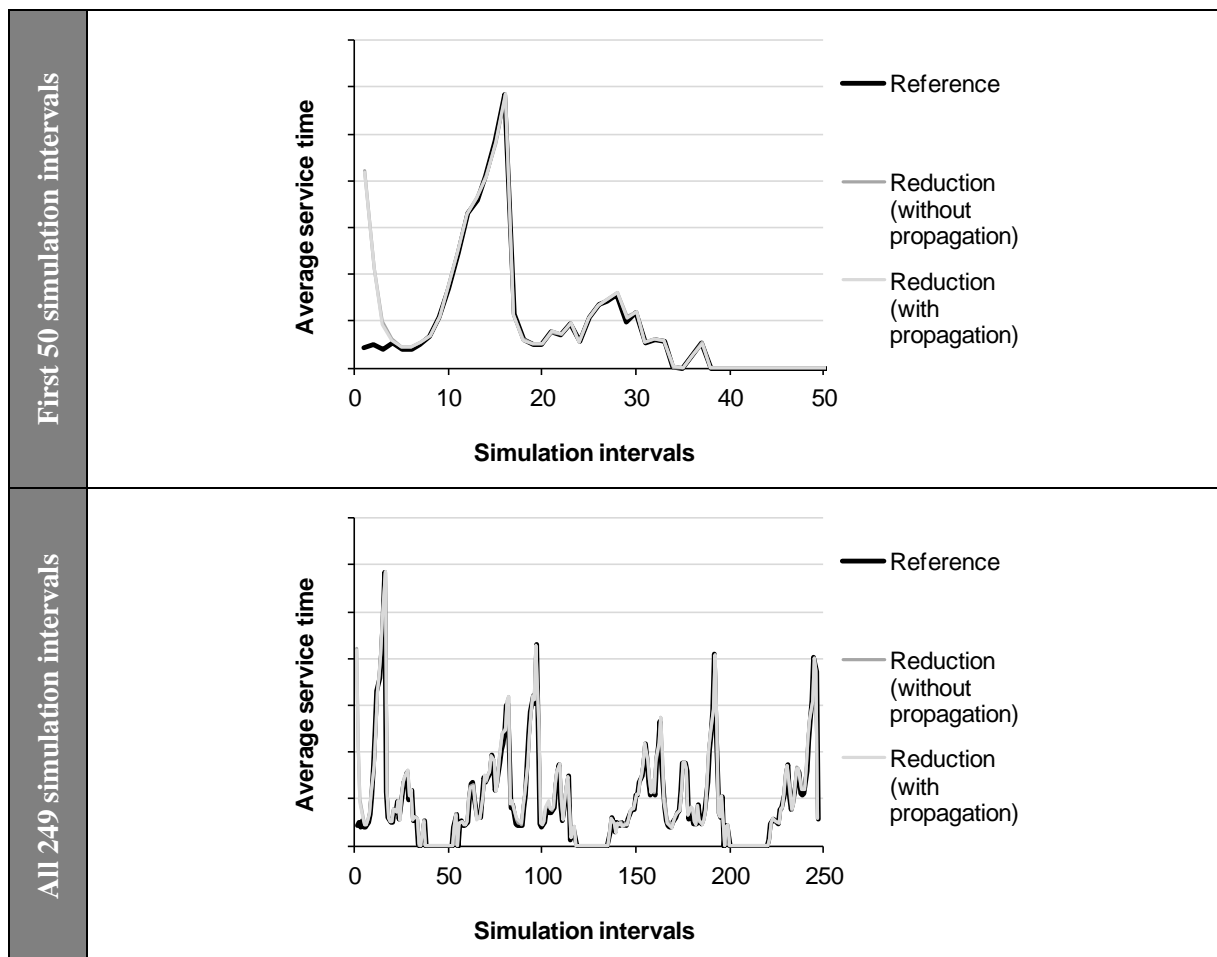 First 50 simulation intervals
Average service time
0 10 20 30 40 50
Simulation intervals
Reference
Reduction
(without
propagation)
Reduction
(with
propagation)
All 249 simulation intervals
Average service time
0 50 100 150 200 250
Simulation intervals
Reference
Reduction
(without
propagation)
Reduction
(with
propagation)